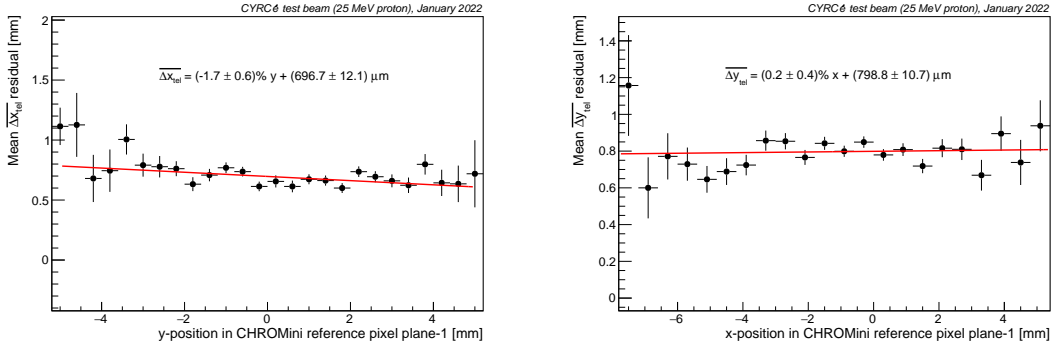 CYRCé test beam (25 MeV proton), January 2022
Mean Δx_tel residual [mm]
2
1.5
1
0.5
0
Δx_tel = (-1.7 ± 0.6)% y + (696.7 ± 12.1) μm
−4 −2 0 2 4
y-position in CHROMini reference pixel plane-1 [mm]
CYRCé test beam (25 MeV proton), January 2022
Mean Δy_tel residual [mm]
1.4
1.2
1
0.8
0.6
0.4
0.2
0
Δy_tel = (0.2 ± 0.4)% x + (798.8 ± 10.7) μm
−6 −4 −2 0 2 4
x-position in CHROMini reference pixel plane-1 [mm]